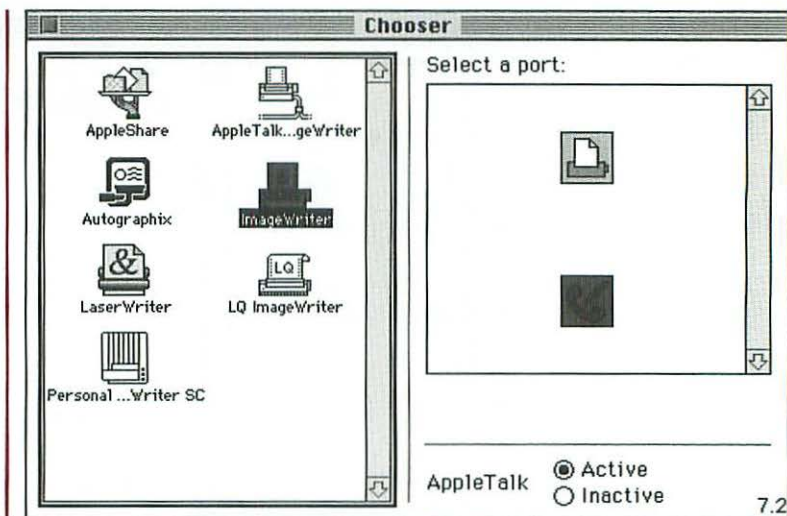 Chooser
AppleShare
AppleTalk...geWriter
Autographix
ImageWriter
&
LaserWriter
LQ
LQ ImageWriter
Personal ...Writer SC
Select a port:
AppleTalk
Active
Inactive
7.2